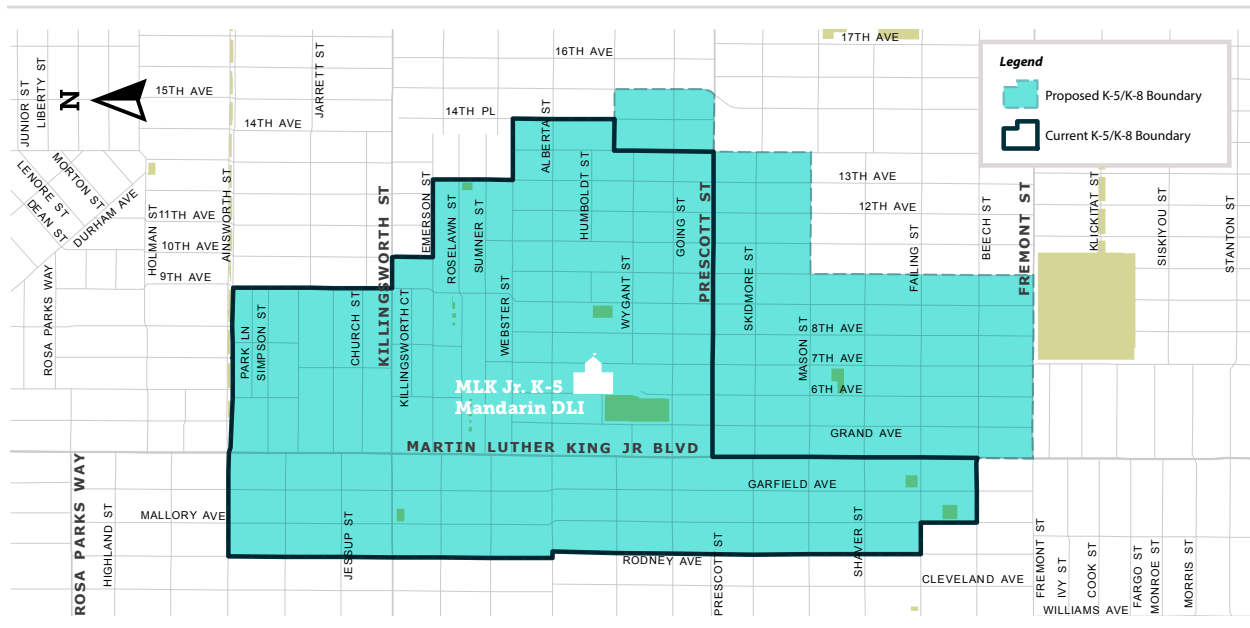 17TH AVE
16TH AVE
Legend
Proposed K-5/K-8 Boundary
Current K-5/K-8 Boundary
N
JUNIOR ST
LIBERTY ST
15TH AVE
JARRETT ST
14TH AVE
14TH PL
ALBERTA ST
MORTON ST
LENORE ST
DEAN ST
DURHAM AVE
13TH AVE
12TH AVE
11TH AVE
10TH AVE
9TH AVE
HOLMAN ST
AINSWORTH ST
KILLINGSWORTH ST
EMERSON ST
ROSELAWN ST
SUMNER ST
HUMBOLDT ST
GOING ST
PRESCOTT ST
SKIDMORE ST
FAILING ST
BEECH ST
FREMONT ST
KLICKITAT ST
SISKIYOU ST
STANTON ST
ROSA PARKS WAY
PARK LN
SIMPSON ST
CHURCH ST
KILLINGSWORTH CT
WEBSTER ST
WYGANT ST
MASON ST
8TH AVE
7TH AVE
6TH AVE
MLK Jr. K-5
Mandarin DLI
GRAND AVE
MARTIN LUTHER KING JR BLVD
GARFIELD AVE
ROSA PARKS WAY
HIGHLAND ST
MALLORY AVE
JESSUP ST
RODNEY AVE
PRESCOTT ST
SHAVER ST
CLEVELAND AVE
FREMONT ST
IVY ST
COOK ST
FARGO ST
MONROE ST
MORRIS ST
WILLIAMS AVE